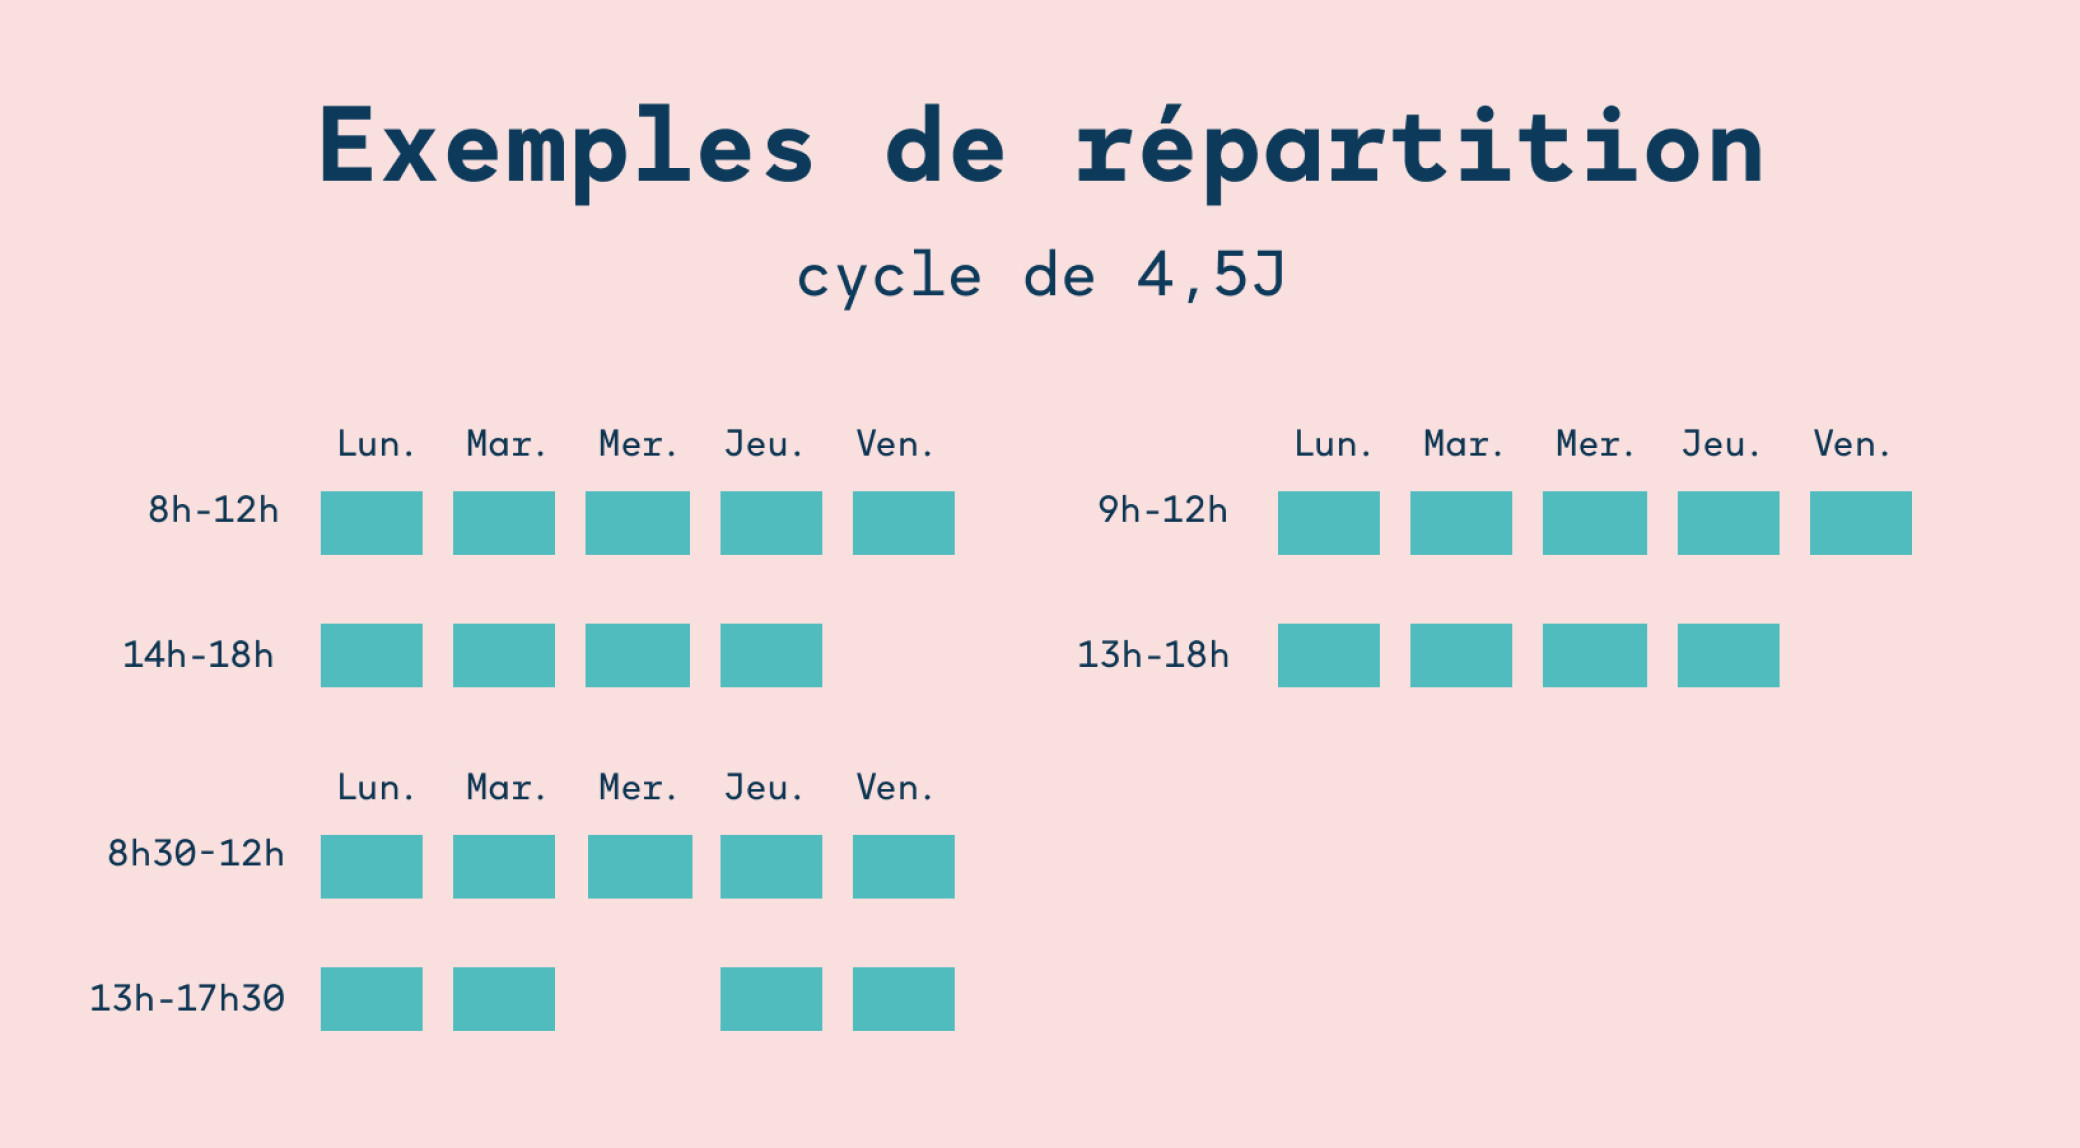 Exemples de répartition
cycle de 4,5J
Lun. Mar. Mer. Jeu. Ven.
8h-12h
14h-18h
Lun. Mar. Mer. Jeu. Ven.
9h-12h
13h-18h
Lun. Mar. Mer. Jeu. Ven.
8h30-12h
13h-17h30